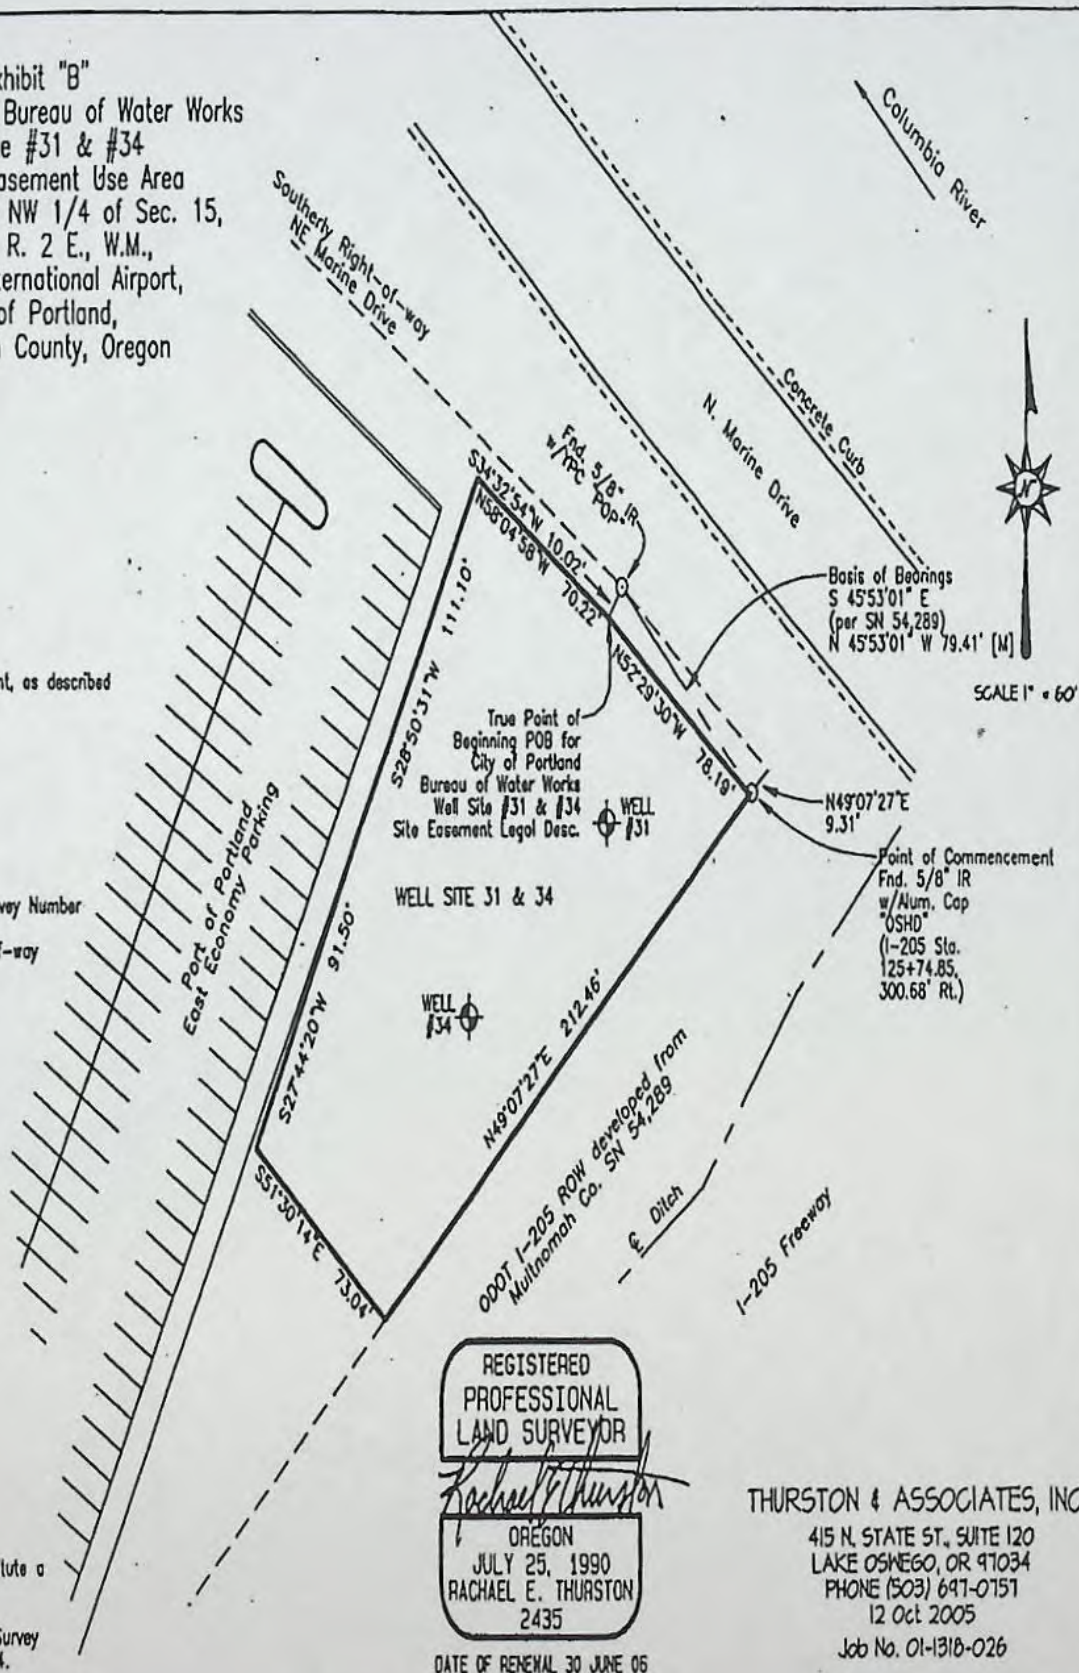 xhibit "B"
Bureau of Water Works
e #31 & #34
asement Use Area
NW 1/4 of Sec. 15,
R. 2 E., W.M.,
ternational Airport,
of Portland,
County, Oregon
Columbia River
Southerly Right-of-way
NE Marine Drive
Concrete Curb
N. Marine Drive
Fnd. 5/8" IR
w/YPC "POP"
S34°32'54"W 10.02'
N58°04'58"W 70.22'
Basis of Bearings
S 45°53'01" E
(per SN 54,289)
N 45°53'01" W 79.41' [M]
N
SCALE 1" = 60'
nt, as described
S28°50'31"W 111.10'
N52°29'30"W 78.19'
True Point of
Beginning POB for
City of Portland
Bureau of Water Works
Well Site #31 & #34
Site Easement Legal Desc.
WELL
#31
N49°07'27"E
9.31'
Point of Commencement
Fnd. 5/8" IR
w/Alum. Cap
"OSHD"
(I-205 Sta.
125+74.85,
300.68' Rt.)
Port of Portland
East Economy Parking
WELL SITE 31 & 34
vey Number
f-way
S27°44'20"W 91.50'
WELL
#34
N49°07'27"E 212.46'
S51°30'14"E 73.04'
ODOT I-205 ROW developed from
Multnomah Co. SN 54,289
℄ Ditch
I-205 Freeway
REGISTERED
PROFESSIONAL
LAND SURVEYOR
Rachael E Thurston
OREGON
JULY 25, 1990
RACHAEL E. THURSTON
2435
DATE OF RENEWAL 30 JUNE 06
THURSTON & ASSOCIATES, INC
415 N. STATE ST., SUITE 120
LAKE OSWEGO, OR 97034
PHONE (503) 697-0757
12 Oct 2005
Job No. 01-1318-026
tute a
Survey
4.